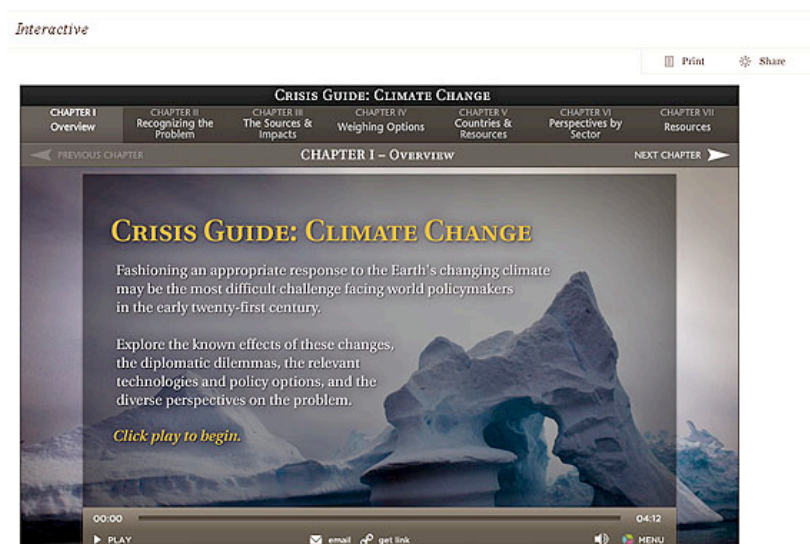 Interactive
Print Share
CRISIS GUIDE: CLIMATE CHANGE
CHAPTER I
Overview
CHAPTER II
Recognizing the
Problem
CHAPTER III
The Sources &
Impacts
CHAPTER IV
Weighing Options
CHAPTER V
Countries &
Resources
CHAPTER VI
Perspectives by
Sector
CHAPTER VII
Resources
PREVIOUS CHAPTER
CHAPTER I – OVERVIEW
NEXT CHAPTER
CRISIS GUIDE: CLIMATE CHANGE
Fashioning an appropriate response to the Earth's changing climate
may be the most difficult challenge facing world policymakers
in the early twenty-first century.
Explore the known effects of these changes,
the diplomatic dilemmas, the relevant
technologies and policy options, and the
diverse perspectives on the problem.
Click play to begin.
00:00 04:12
PLAY email get link MENU